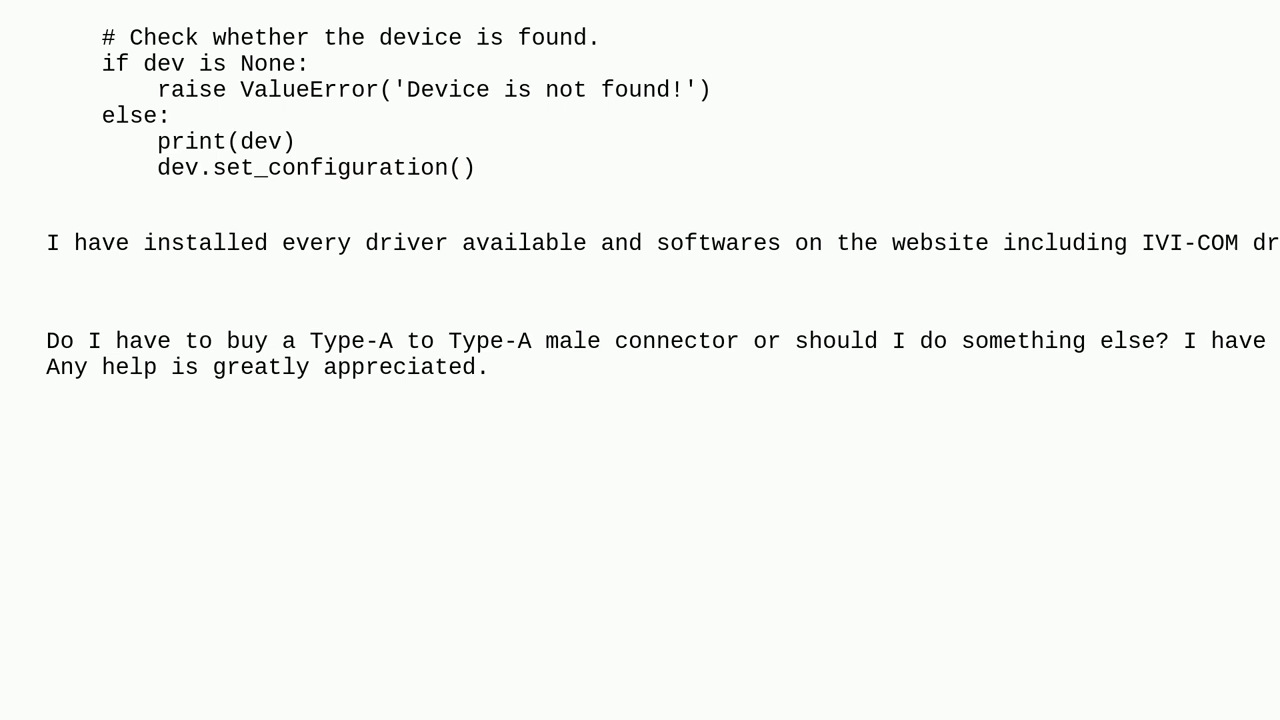 # Check whether the device is found.
if dev is None:
raise ValueError('Device is not found!')
else:
print(dev)
dev.set_configuration()
I have installed every driver available and softwares on the website including IVI-COM
Do I have to buy a Type-A to Type-A male connector or should I do something else? I have
Any help is greatly appreciated.